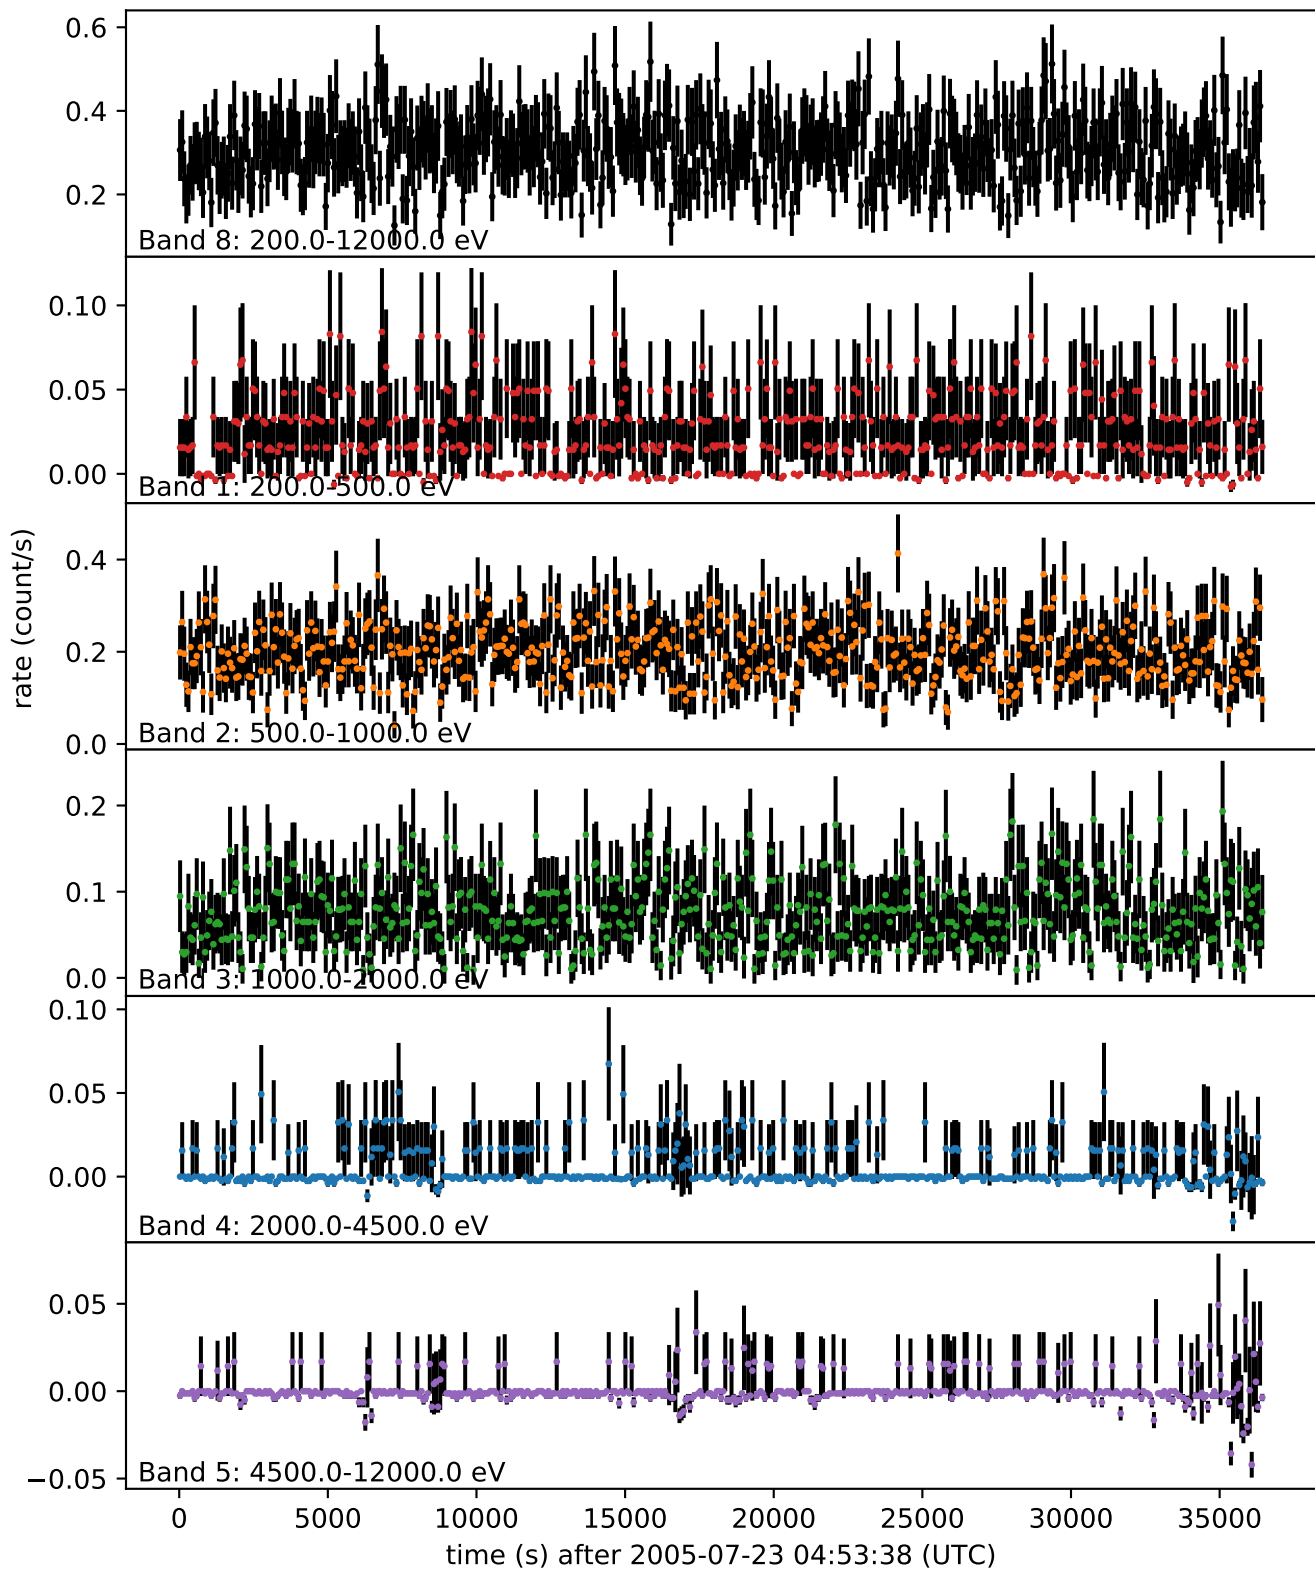 0.6
0.4
0.2
Band 8: 200.0-12000.0 eV
0.10
0.05
0.00
Band 1: 200.0-500.0 eV
rate (count/s)
0.4
0.2
0.0
Band 2: 500.0-1000.0 eV
0.2
0.1
0.0
Band 3: 1000.0-2000.0 eV
0.10
0.05
0.00
Band 4: 2000.0-4500.0 eV
0.05
0.00
−0.05
Band 5: 4500.0-12000.0 eV
0 5000 10000 15000 20000 25000 30000 35000
time (s) after 2005-07-23 04:53:38 (UTC)